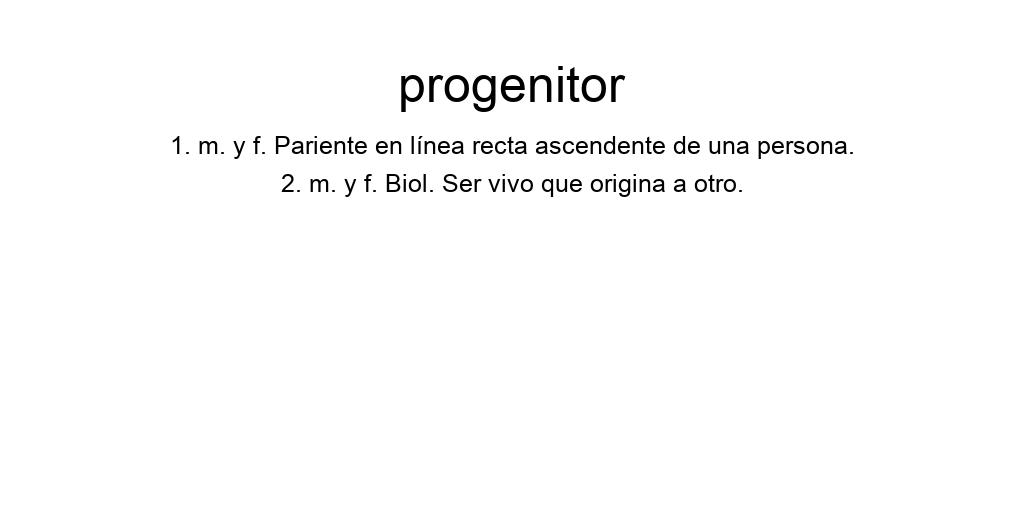 progenitor
1. m. y f. Pariente en línea recta ascendente de una persona.
2. m. y f. Biol. Ser vivo que origina a otro.